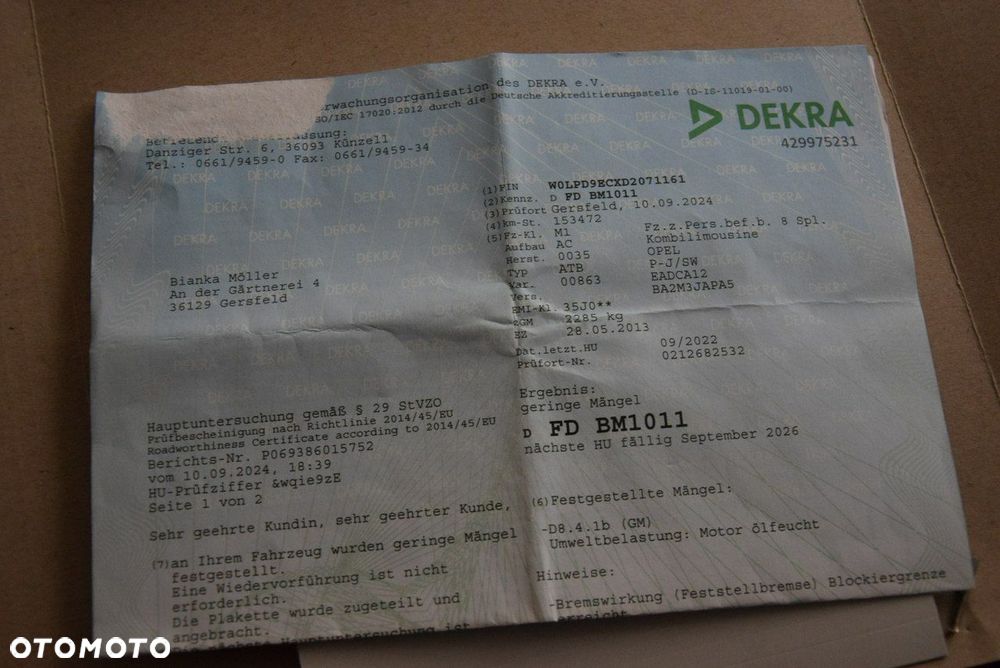 rwachungsorganisation des DEKRA e.V.
SO/IEC 17020:2012 durch die Deutsche Akkreditierungsstelle (D-IS-11019-01-00)
DEKRA
429975231
Danziger Str. 6, 36093 Künzell
Tel.: 0661/9459-0 Fax: 0661/9459-34
(1) FIN W0LPD9ECXD2071161
(2) Kennz. D FD BM1011
(3) Prüfort Gersfeld, 10.09.2024
(4) km-St. 153472
(5) Fz-Kl. M1 Fz.z.Pers.bef.b. 8 Spl.
Aufbau AC Kombilimousine
Herst. 0035 OPEL
Typ ATB P-J/SW
Var. 00863 EADCA12
Vers. BA2M3JAPA5
EMI-Kl. 35J0**
zGM 2285 kg
EZ 28.05.2013
Dat.letzt.HU 09/2022
Prüfort-Nr. 0212682532
Bianka Möller
An der Gärtnerei 4
36129 Gersfeld
Ergebnis:
geringe Mängel
D FD BM1011
nächste HU fällig September 2026
Hauptuntersuchung gemäß § 29 StVZO
Prüfbescheinigung nach Richtlinie 2014/45/EU
Roadworthiness Certificate according to 2014/45/EU
Berichts-Nr. P069386015752
vom 10.09.2024, 18:39
HU-Prüfziffer &wqie9zE
Seite 1 von 2
Sehr geehrte Kundin, sehr geehrter Kunde,
(7) an Ihrem Fahrzeug wurden geringe Mängel
festgestellt.
Eine Wiedervorführung ist nicht
erforderlich.
Die Plakette wurde zugeteilt und
angebracht.
Hauptuntersuchung ist
(6) Festgestellte Mängel:
-D8.4.1b (GM)
Umweltbelastung: Motor ölfeucht
Hinweise:
-Bremswirkung (Feststellbremse) Blockiergrenze
erreicht
OTOMOTO